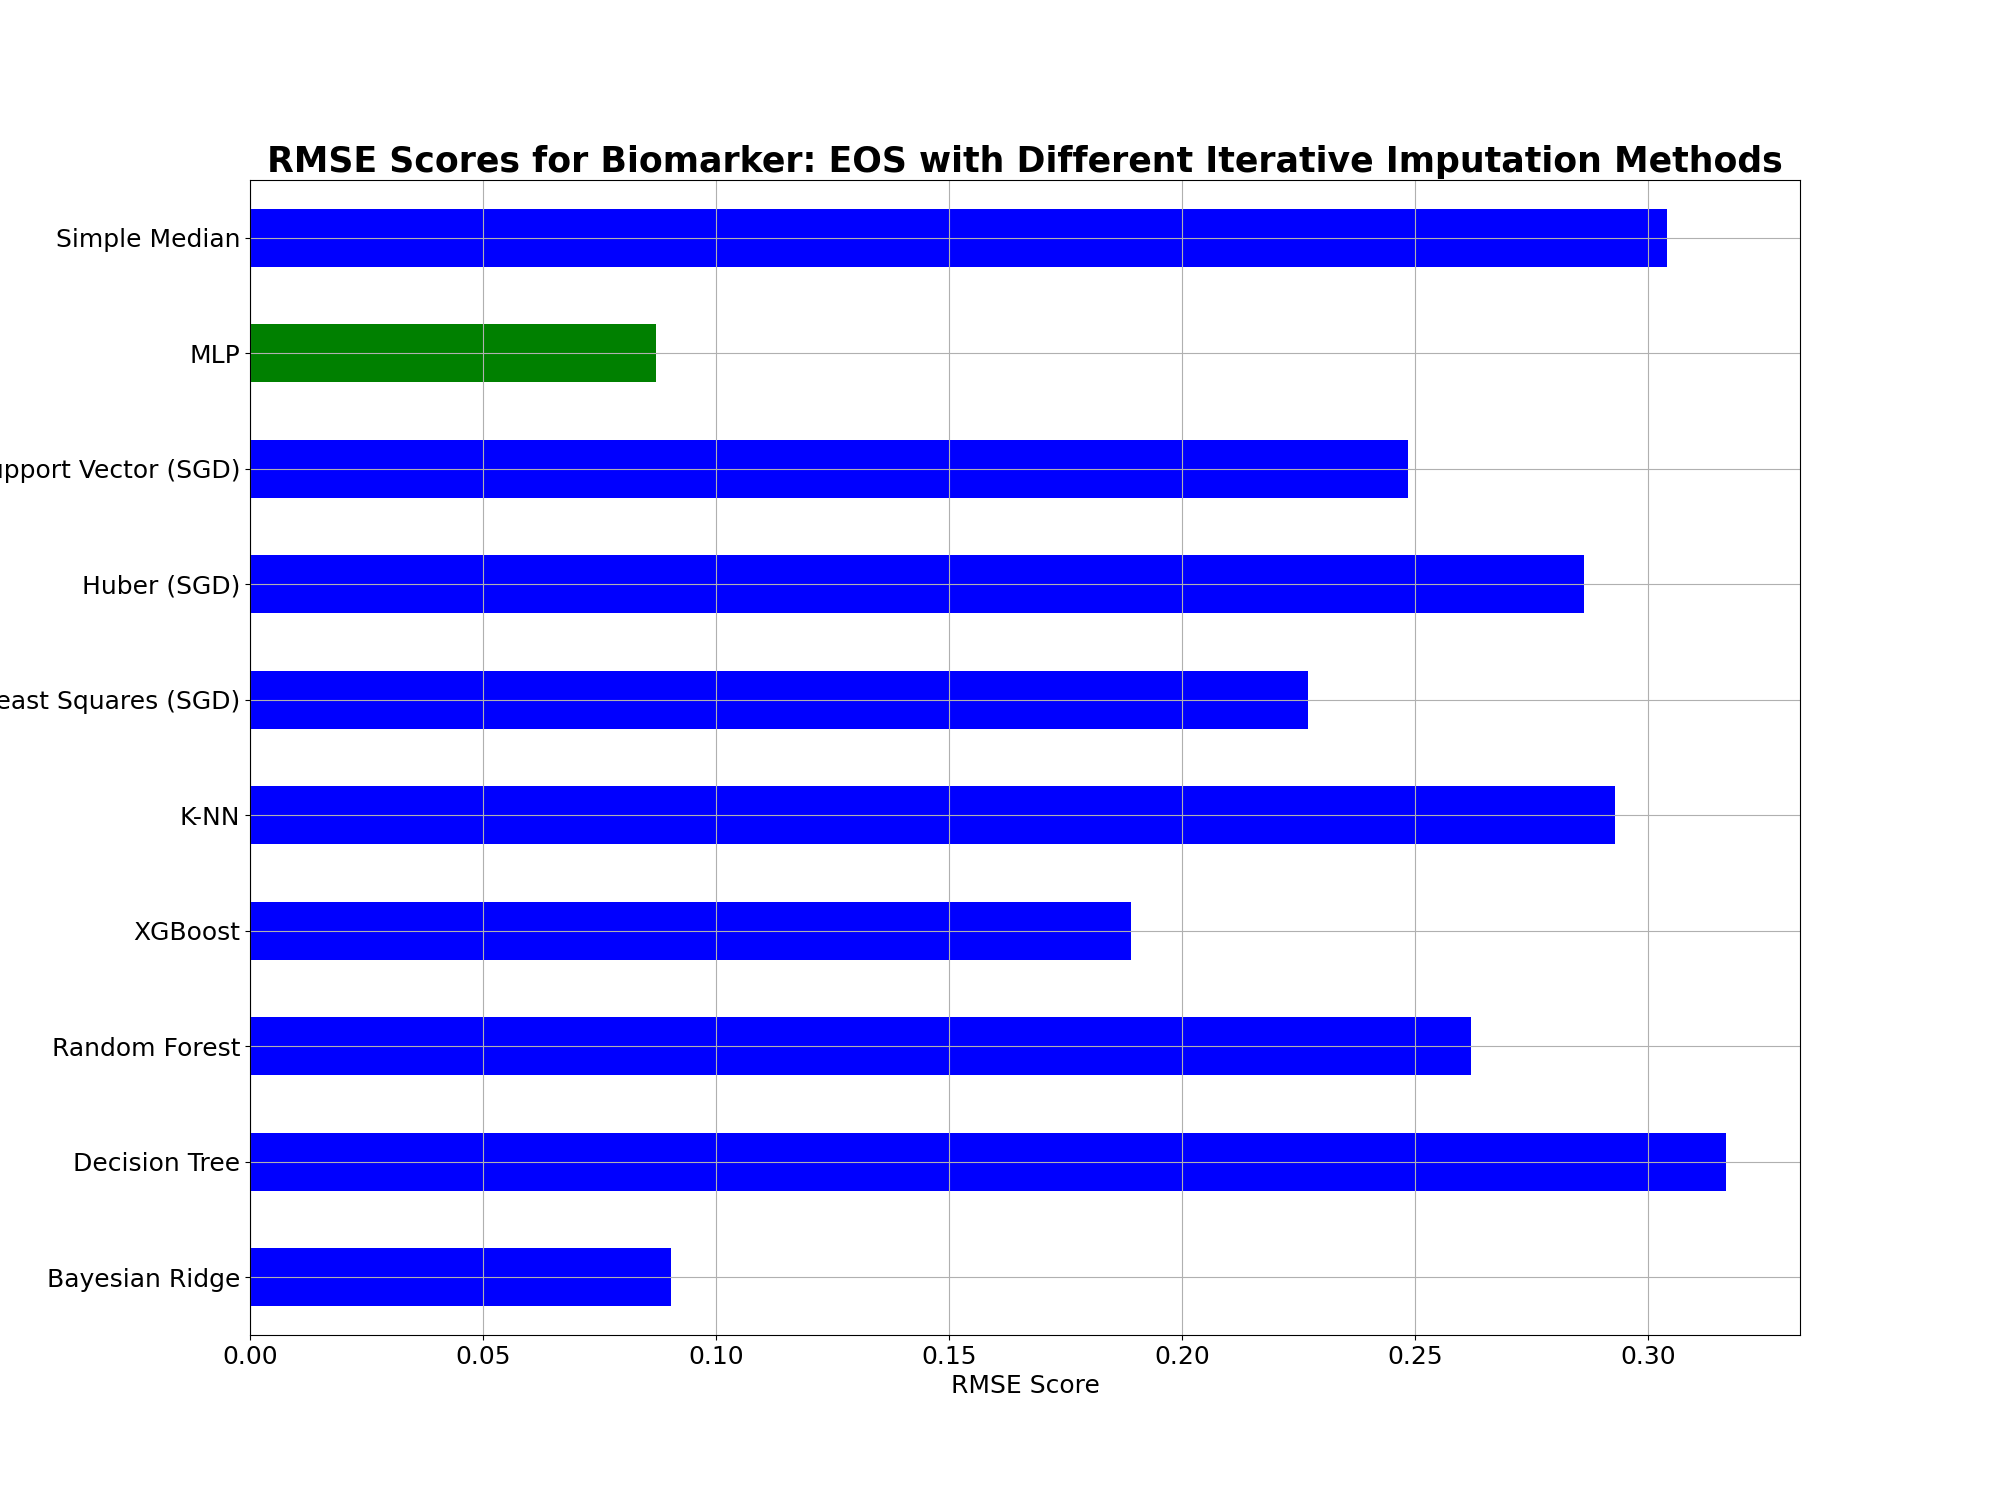 RMSE Scores for Biomarker: EOS with Different Iterative Imputation Methods
Simple Median
MLP
pport Vector (SGD)
Huber (SGD)
east Squares (SGD)
K-NN
XGBoost
Random Forest
Decision Tree
Bayesian Ridge
0.00 0.05 0.10 0.15 0.20 0.25 0.30
RMSE Score